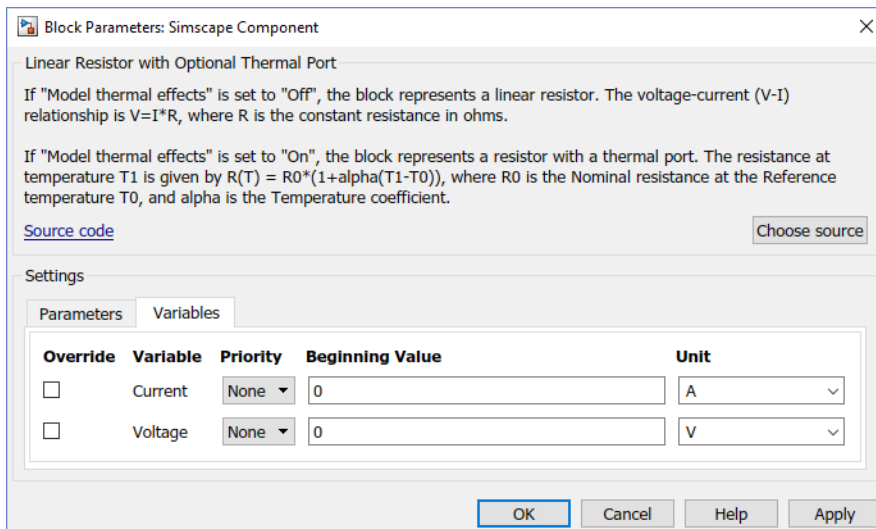 Block Parameters: Simscape Component
Linear Resistor with Optional Thermal Port
If "Model thermal effects" is set to "Off", the block represents a linear resistor. The voltage-current (V-I)
relationship is V=I*R, where R is the constant resistance in ohms.
If "Model thermal effects" is set to "On", the block represents a resistor with a thermal port. The resistance at
temperature T1 is given by R(T) = R0*(1+alpha(T1-T0)), where R0 is the Nominal resistance at the Reference
temperature T0, and alpha is the Temperature coefficient.
Source code Choose source
Settings
Parameters Variables
Override Variable Priority Beginning Value Unit
Current None 0 A
Voltage None 0 V
OK Cancel Help Apply